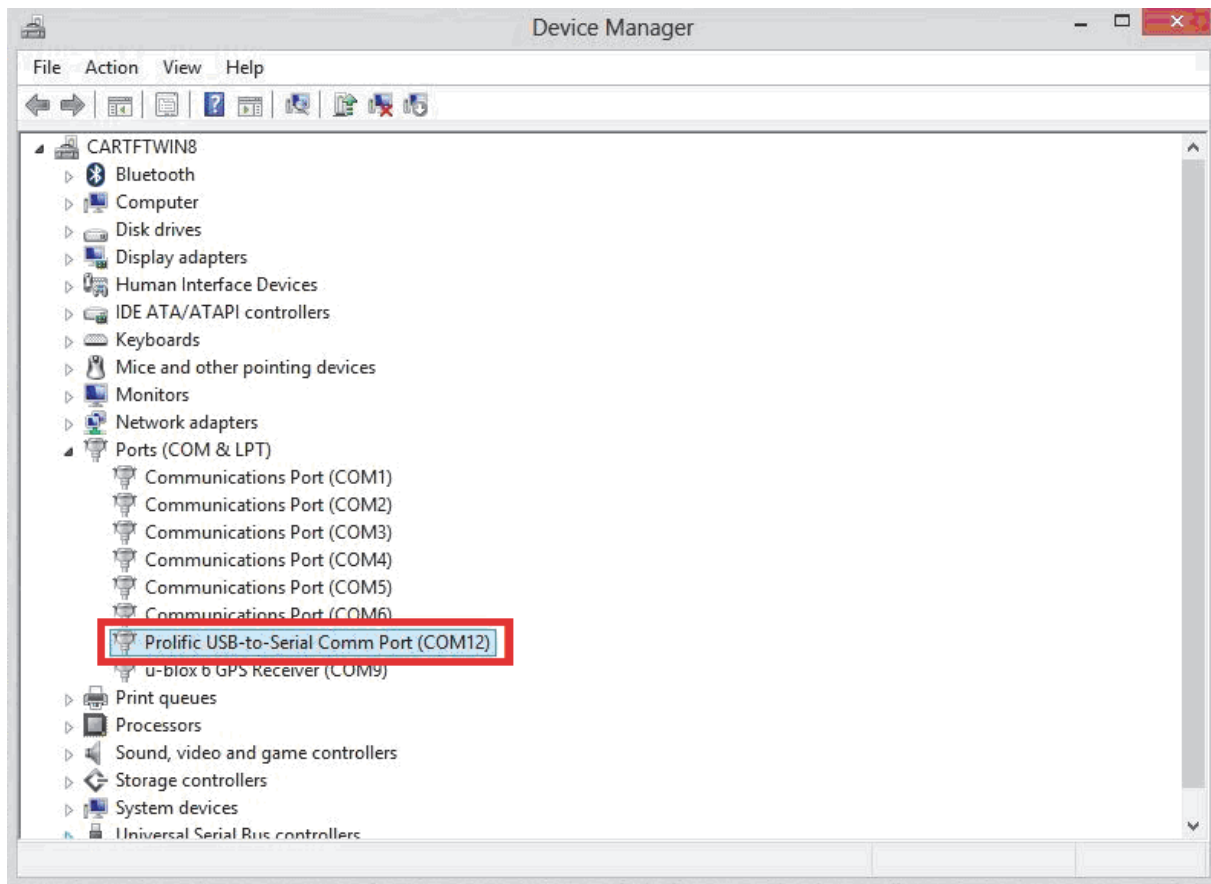 Device Manager
File Action View Help
CARTFTWIN8
Bluetooth
Computer
Disk drives
Display adapters
Human Interface Devices
IDE ATA/ATAPI controllers
Keyboards
Mice and other pointing devices
Monitors
Network adapters
Ports (COM & LPT)
Communications Port (COM1)
Communications Port (COM2)
Communications Port (COM3)
Communications Port (COM4)
Communications Port (COM5)
Communications Port (COM6)
Prolific USB-to-Serial Comm Port (COM12)
u-blox 6 GPS Receiver (COM9)
Print queues
Processors
Sound, video and game controllers
Storage controllers
System devices
Universal Serial Bus controllers